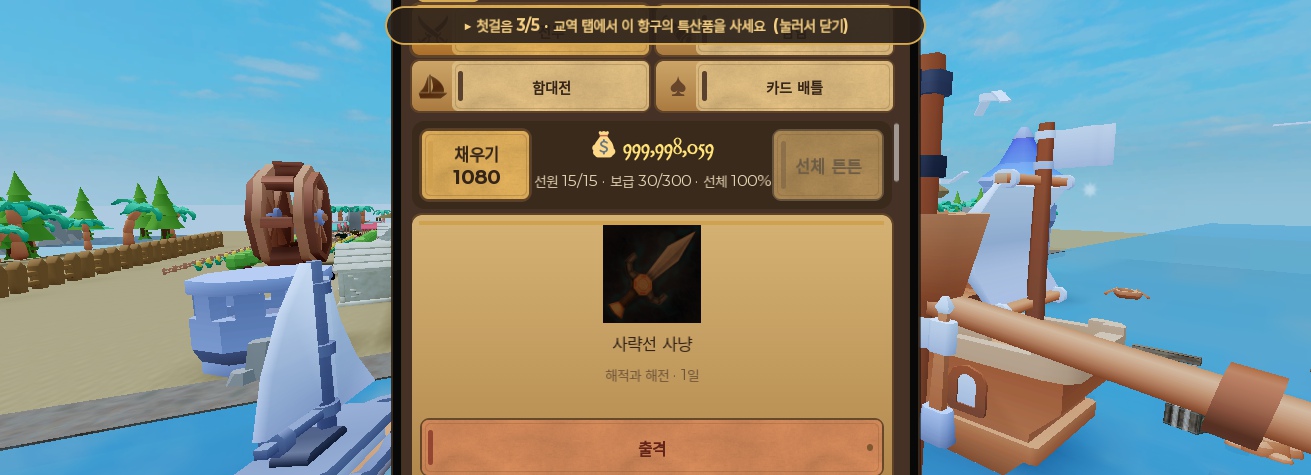 ▸ 첫걸음 3/5 · 교역 탭에서 이 항구의 특산품을 사세요 (눌러서 닫기)
함대전
카드 배틀
채우기
1080
999,998,059
선원 15/15 · 보급 30/300 · 선체 100%
선체 튼튼
사략선 사냥
해적과 해전 · 1일
출격